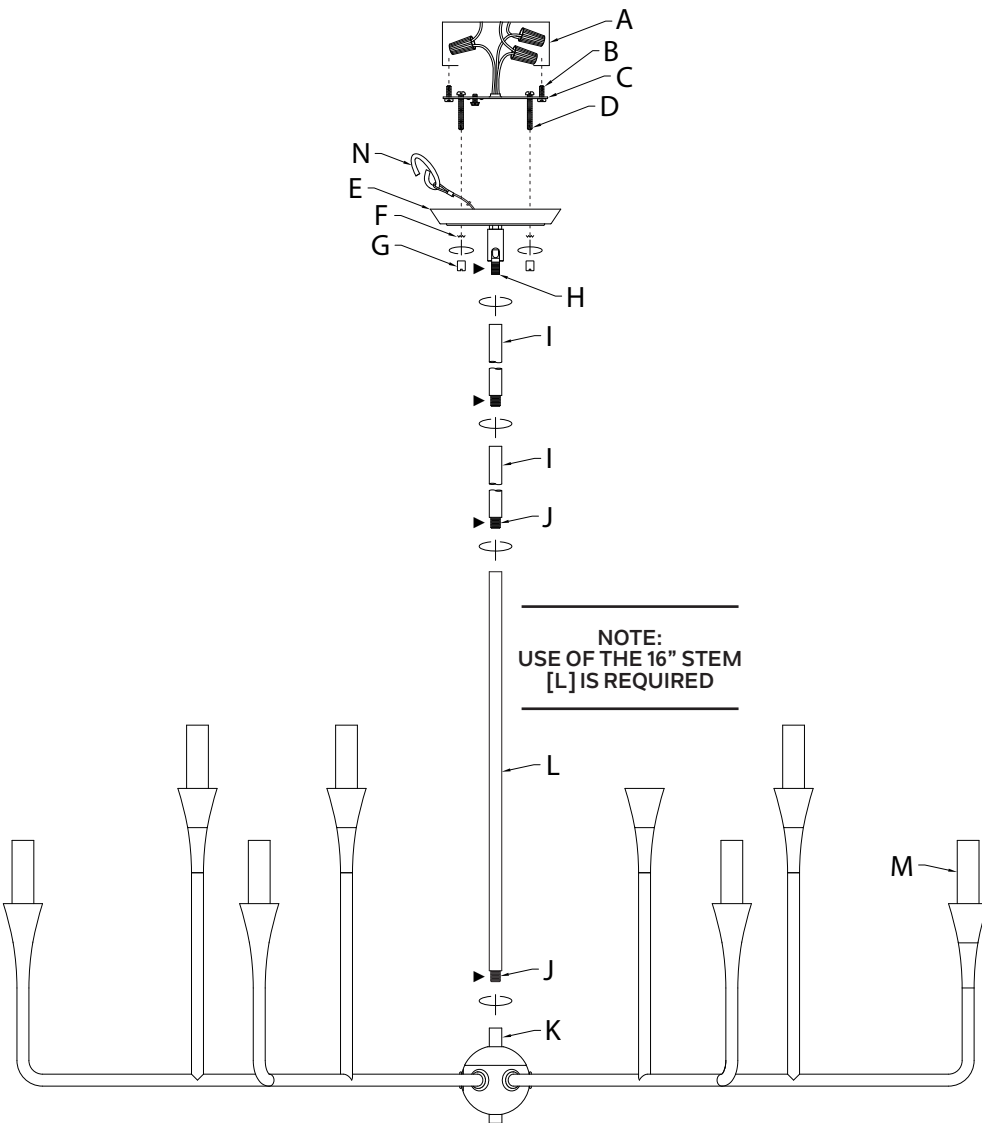 A
B
C
D
N
E
F
G
H
I
I
J
NOTE:
USE OF THE 16” STEM
[L] IS REQUIRED
L
M
J
K